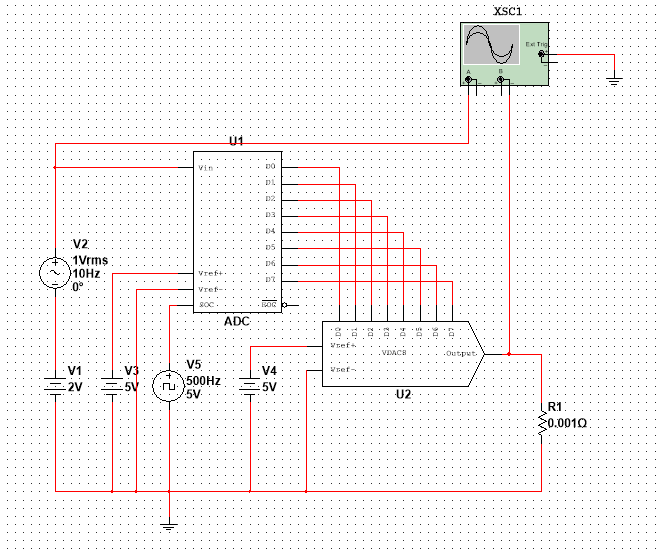 XSC1
Ext Trig
+
-
A
B
+ -
+ -
U1
Vin
D0
D1
D2
D3
D4
D5
D6
D7
Vref+
Vref-
SOC
EOC
ADC
V2
1Vrms
10Hz
0°
V1
2V
V3
5V
V5
500Hz
5V
V4
5V
D0
D1
D2
D3
D4
D5
D6
D7
Vref+
Vref-
VDAC8
Output
U2
R1
0.001Ω